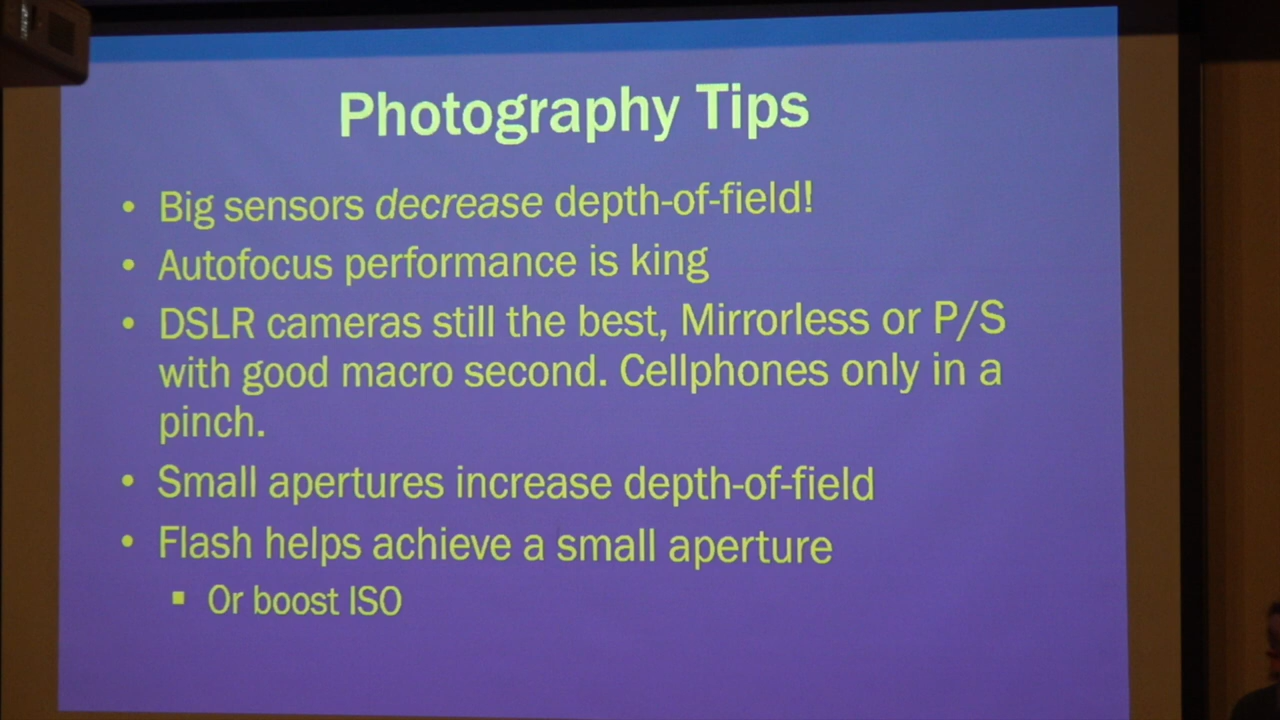 Photography Tips
• Big sensors decrease depth-of-field!
• Autofocus performance is king
• DSLR cameras still the best, Mirrorless or P/S
with good macro second. Cellphones only in a
pinch.
• Small apertures increase depth-of-field
• Flash helps achieve a small aperture
▪ Or boost ISO